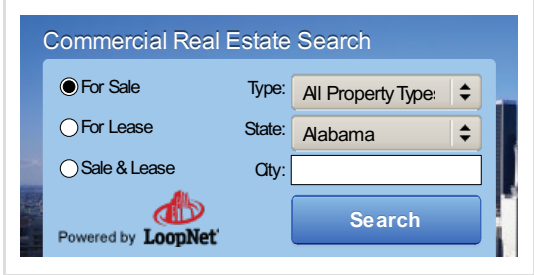 Commercial Real Estate Search
For Sale
Type: All Property Type
For Lease
State: Alabama
Sale & Lease
City:
Powered by LoopNet
Search